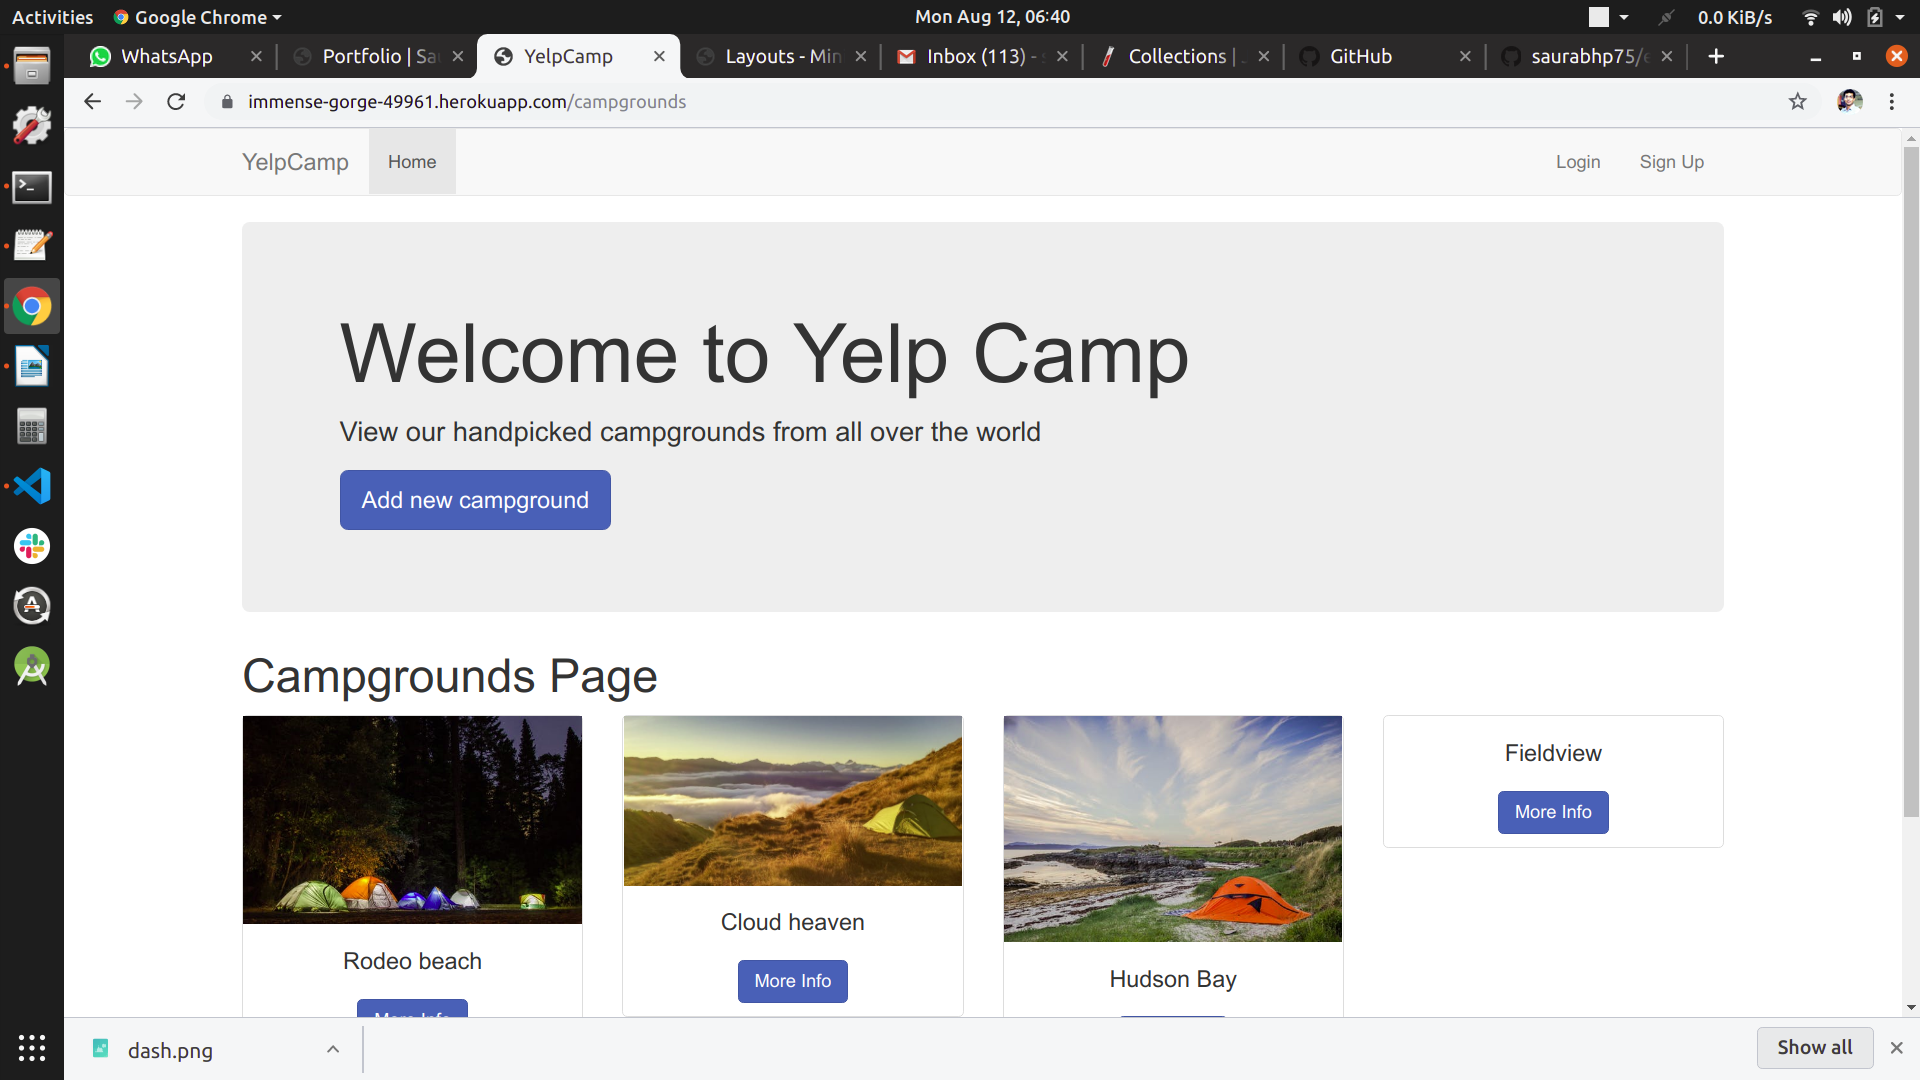 Activities Google Chrome Mon Aug 12, 06:40 0.0 KiB/s
WhatsApp Portfolio | Sa YelpCamp Layouts - Min Inbox (113) - Collections | GitHub saurabhp75/e
immense-gorge-49961.herokuapp.com/campgrounds
YelpCamp Home Login Sign Up
Welcome to Yelp Camp
View our handpicked campgrounds from all over the world
Add new campground
Campgrounds Page
Fieldview
More Info
Cloud heaven
More Info
Rodeo beach
More Info
Hudson Bay
dash.png Show all